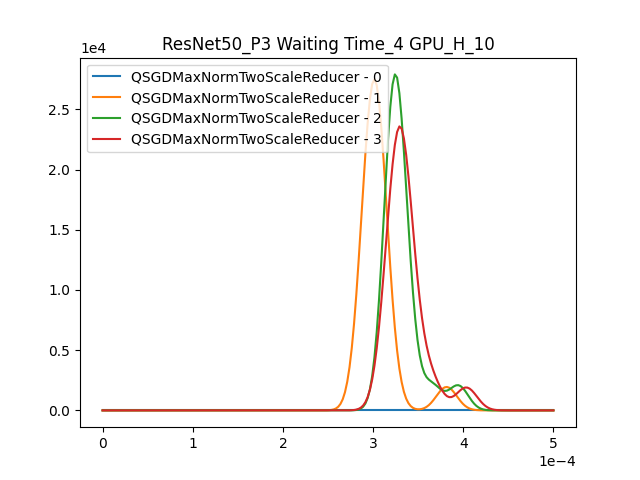 ResNet50_P3 Waiting Time_4 GPU_H_10
1e4
QSGDMaxNormTwoScaleReducer - 0
QSGDMaxNormTwoScaleReducer - 1
QSGDMaxNormTwoScaleReducer - 2
QSGDMaxNormTwoScaleReducer - 3
2.5
2.0
1.5
1.0
0.5
0.0
0 1 2 3 4 5
1e−4